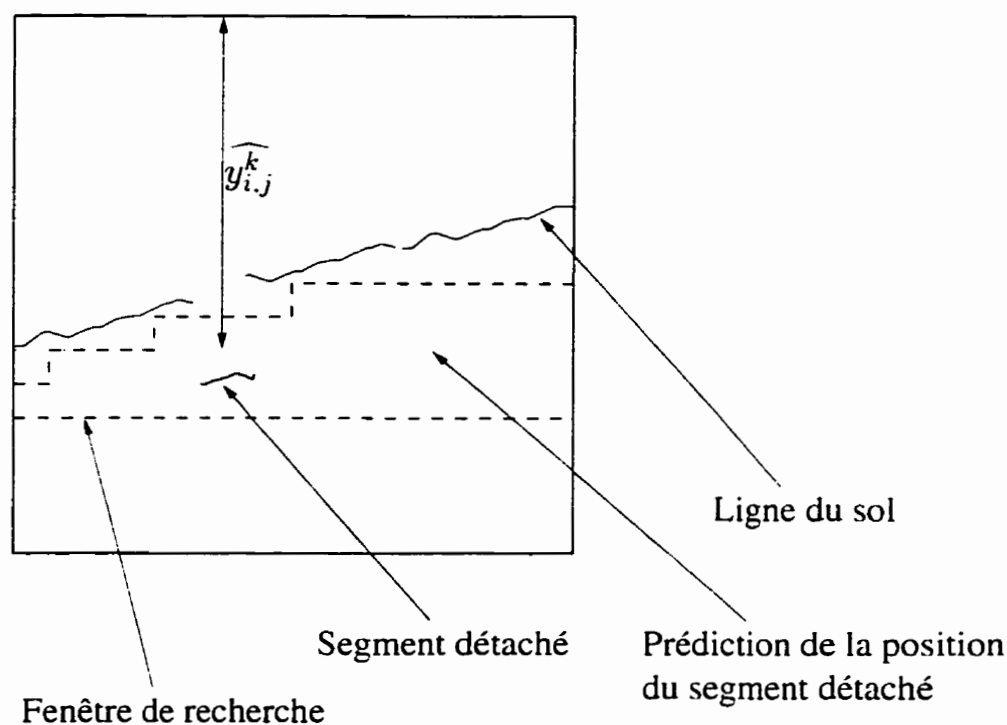 $\widehat{y_{i,j}^{k}}$
Ligne du sol
Segment détaché
Prédiction de la position
du segment détaché
Fenêtre de recherche